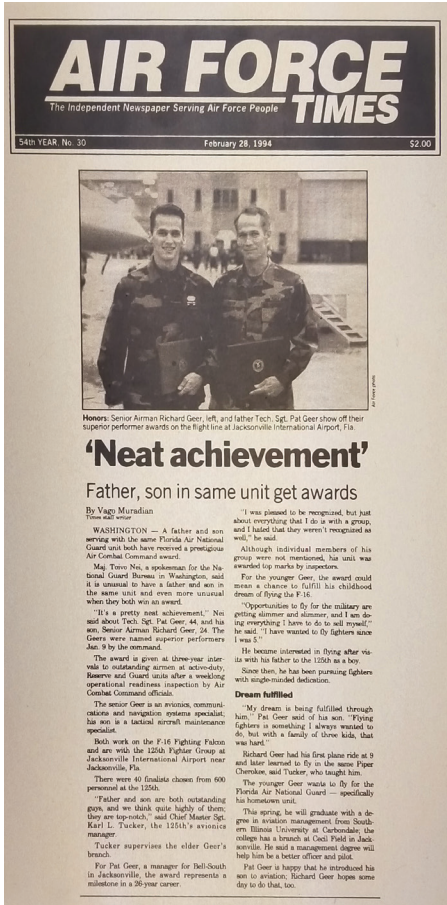 AIR FORCE
The Independent Newspaper Serving Air Force People
TIMES
54th YEAR, No. 30
February 28, 1994
$2.00
Air Force photo
Honors: Senior Airman Richard Geer, left, and father Tech. Sgt. Pat Geer show off their
superior performer awards on the flight line at Jacksonville International Airport, Fla.
'Neat achievement'
Father, son in same unit get awards
By Vago Muradian
Times staff writer
WASHINGTON — A father and son
serving with the same Florida Air National
Guard unit both have received a prestigious
Air Combat Command award.
Maj. Toivo Nei, a spokesman for the Na-
tional Guard Bureau in Washington, said
it is unusual to have a father and son in
the same unit and even more unusual
when they both win an award.
"It's a pretty neat achievement," Nei
said about Tech. Sgt. Pat Geer, 44, and his
son, Senior Airman Richard Geer, 24. The
Geers were named superior performers
Jan. 9 by the command.
The award is given at three-year inter-
vals to outstanding airmen at active-duty,
Reserve and Guard units after a weeklong
operational readiness inspection by Air
Combat Command officials.
The senior Geer is an avionics, communi-
cations and navigation systems specialist;
his son is a tactical aircraft maintenance
specialist.
Both work on the F-16 Fighting Falcon
and are with the 125th Fighter Group at
Jacksonville International Airport near
Jacksonville, Fla.
There were 40 finalists chosen from 600
personnel at the 125th.
"Father and son are both outstanding
guys, and we think quite highly of them;
they are top-notch," said Chief Master Sgt.
Karl L. Tucker, the 125th's avionics
manager.
Tucker supervises the elder Geer's
branch.
For Pat Geer, a manager for Bell-South
in Jacksonville, the award represents a
milestone in a 26-year career.
"I was pleased to be recognized, but just
about everything that I do is with a group,
and I hated that they weren't recognized as
well," he said.
Although individual members of his
group were not mentioned, his unit was
awarded top marks by inspectors.
For the younger Geer, the award could
mean a chance to fulfill his childhood
dream of flying the F-16.
"Opportunities to fly for the military are
getting slimmer and slimmer, and I am do-
ing everything I have to do to sell myself,"
he said. "I have wanted to fly fighters since
I was 5."
He became interested in flying after vis-
its with his father to the 125th as a boy.
Since then, he has been pursuing fighters
with single-minded dedication.
Dream fulfilled
"My dream is being fulfilled through
him," Pat Geer said of his son. "Flying
fighters is something I always wanted to
do, but with a family of three kids, that
was hard."
Richard Geer had his first plane ride at 9
and later learned to fly in the same Piper
Cherokee, said Tucker, who taught him.
The younger Geer wants to fly for the
Florida Air National Guard — specifically
his hometown unit.
This spring, he will graduate with a de-
gree in aviation management from South-
ern Illinois University at Carbondale; the
college has a branch at Cecil Field in Jack-
sonville. He said a management degree will
help him be a better officer and pilot.
Pat Geer is happy that he introduced his
son to aviation; Richard Geer hopes some
day to do that, too.